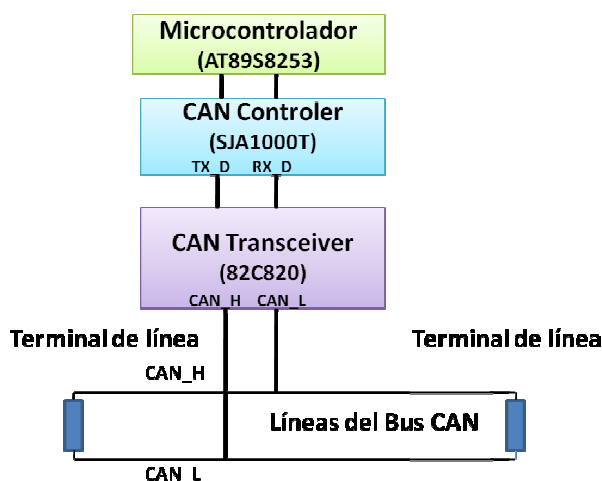 Microcontrolador
(AT89S8253)
CAN Controler
(SJA1000T)
TX_D RX_D
CAN Transceiver
(82C820)
CAN_H CAN_L
Terminal de línea
Terminal de línea
CAN_H
Líneas del Bus CAN
CAN_L